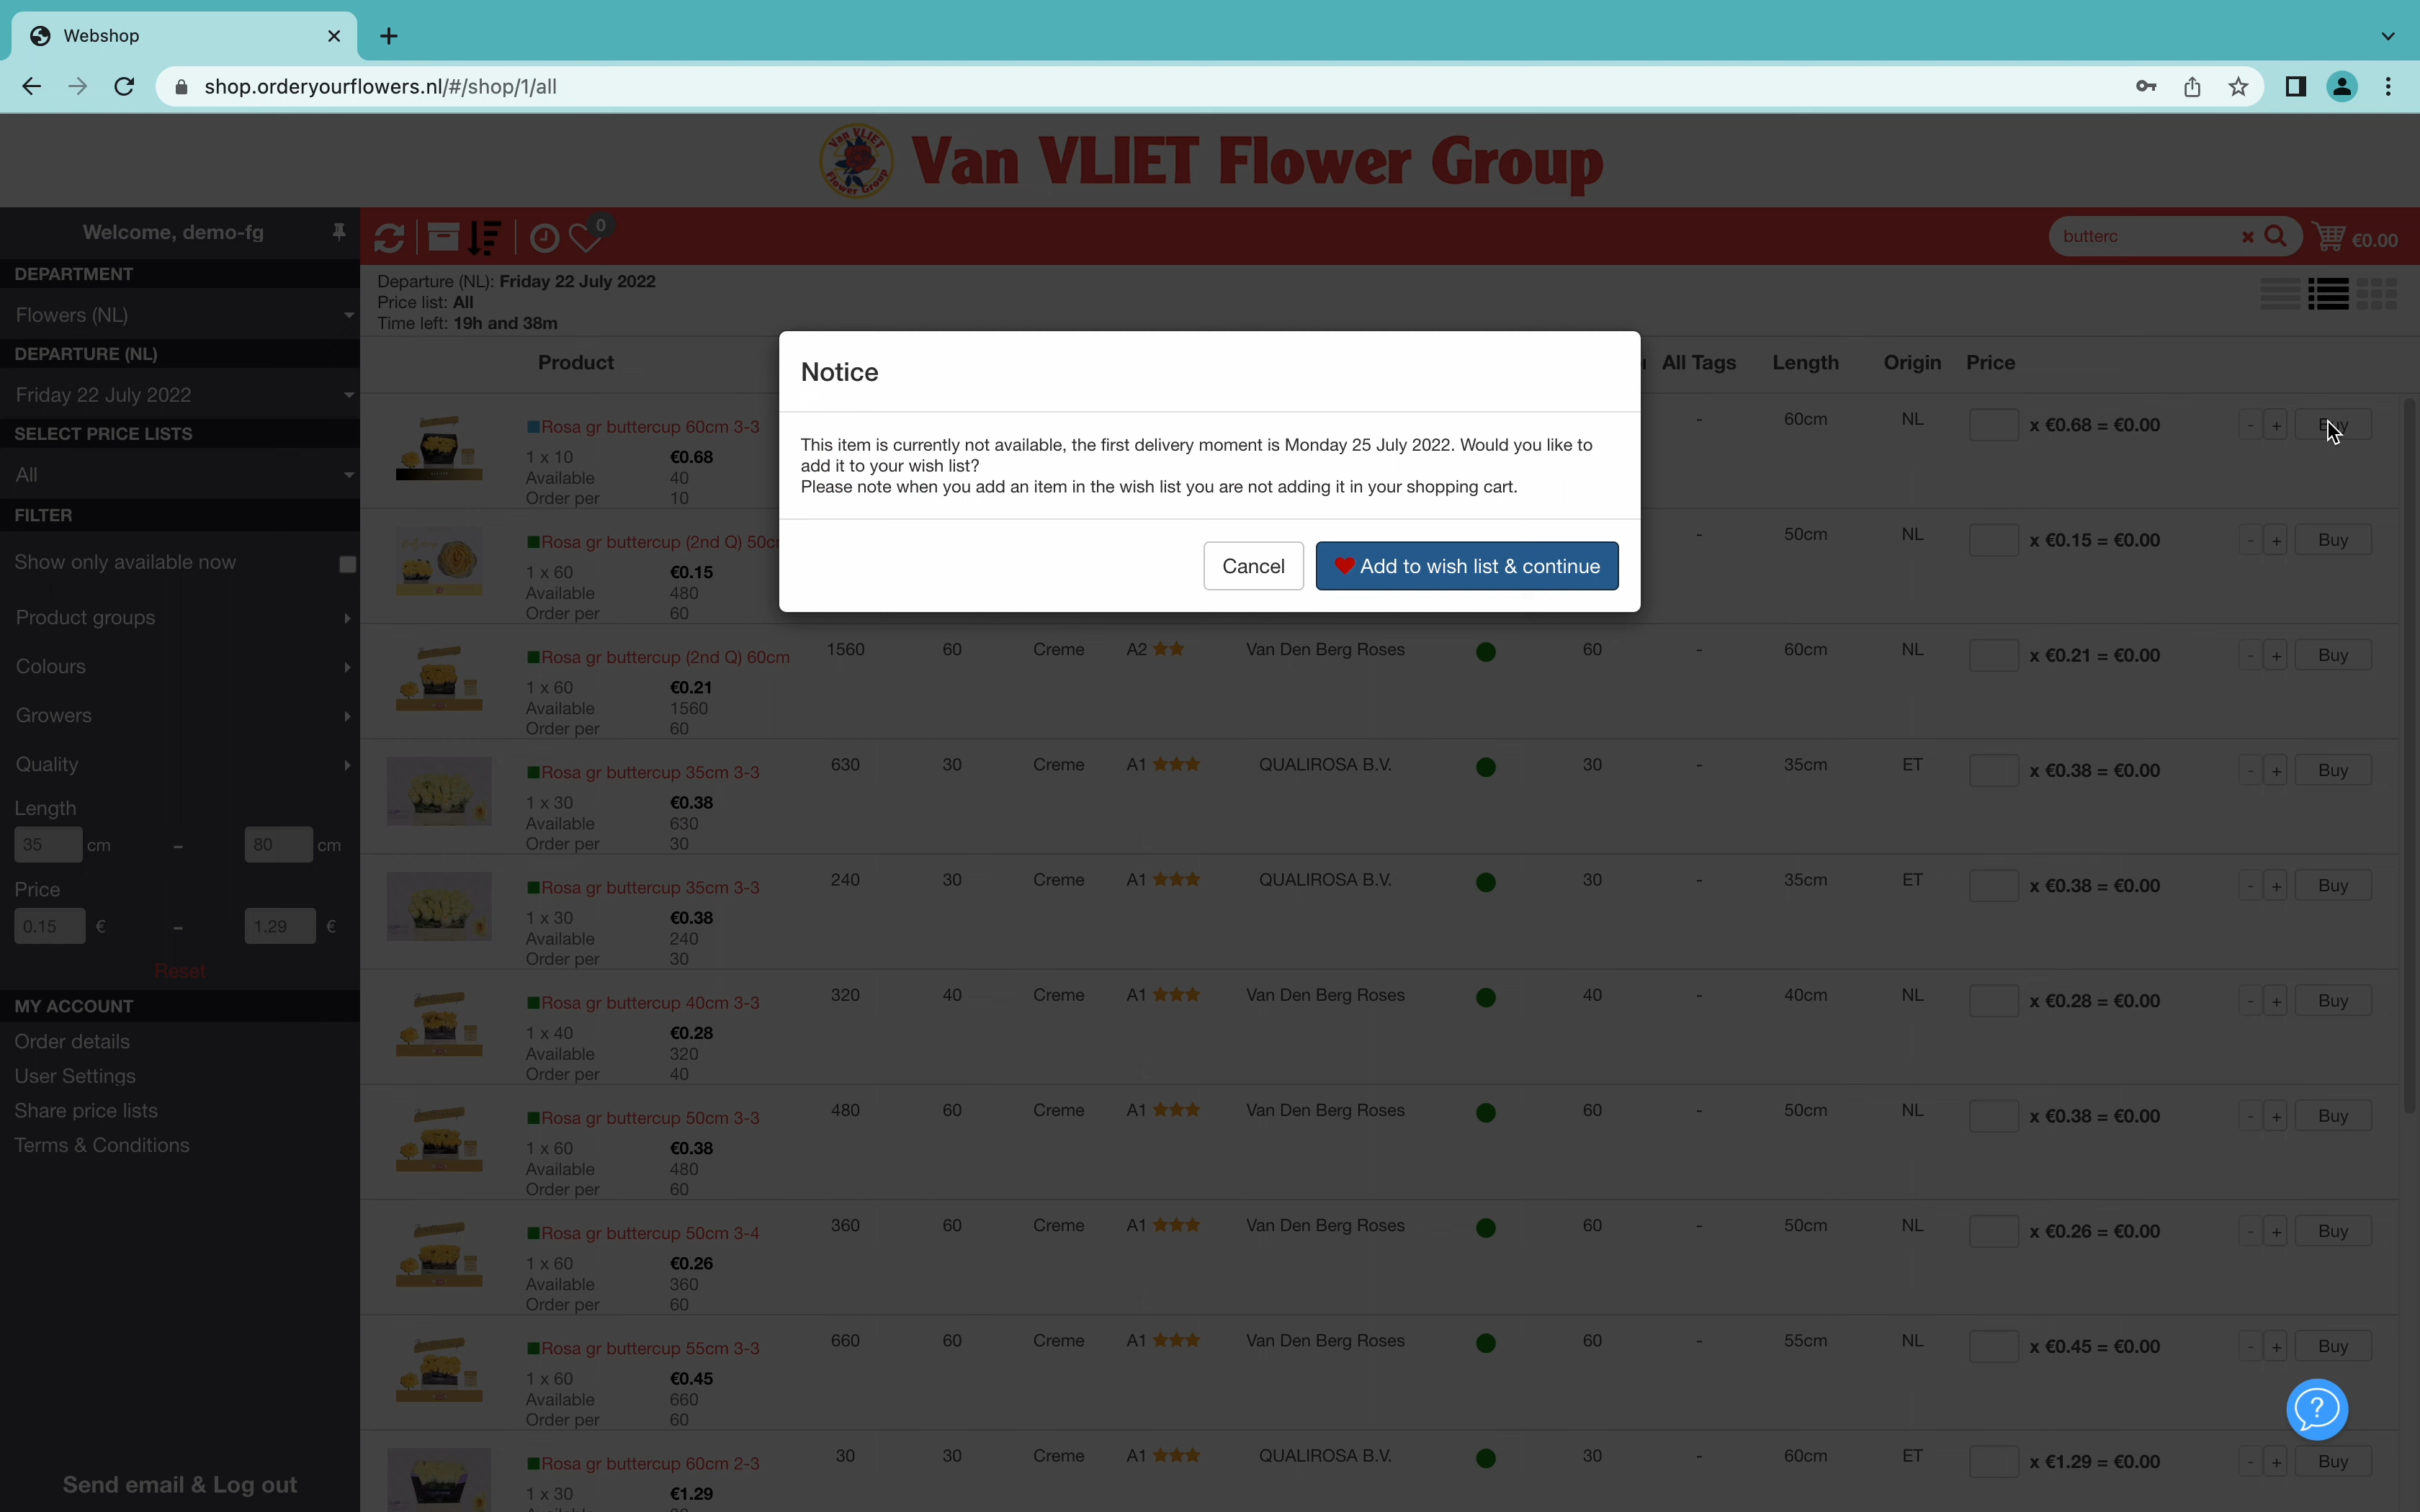 Webshop
shop.orderyourflowers.nl/#/shop/1/all
Van VLIET Flower Group
Van VLIET Flower Group
Welcome, demo-fg
0
butterc
€0.00
DEPARTMENT
Flowers (NL)
DEPARTURE (NL)
Friday 22 July 2022
SELECT PRICE LISTS
All
FILTER
Show only available now
Product groups
Colours
Growers
Quality
Length
35 cm - 80 cm
Price
0.15 € - 1.29 €
Reset
MY ACCOUNT
Order details
User Settings
Share price lists
Terms & Conditions
Send email & Log out
Departure (NL): Friday 22 July 2022
Price list: All
Time left: 19h and 38m
Product All Tags Length Origin Price
Notice
This item is currently not available, the first delivery moment is Monday 25 July 2022. Would you like to
add it to your wish list?
Please note when you add an item in the wish list you are not adding it in your shopping cart.
Cancel
Add to wish list & continue
Rosa gr buttercup 60cm 3-3 - 60cm NL x €0.68 = €0.00 - + Buy
1 x 10 €0.68
Available 40
Order per 10
Rosa gr buttercup (2nd Q) 50c - 50cm NL x €0.15 = €0.00 - + Buy
1 x 60 €0.15
Available 480
Order per 60
Rosa gr buttercup (2nd Q) 60cm 1560 60 Creme A2 Van Den Berg Roses 60 - 60cm NL x €0.21 = €0.00 - + Buy
1 x 60 €0.21
Available 1560
Order per 60
Rosa gr buttercup 35cm 3-3 630 30 Creme A1 QUALIROSA B.V. 30 - 35cm ET x €0.38 = €0.00 - + Buy
1 x 30 €0.38
Available 630
Order per 30
Rosa gr buttercup 35cm 3-3 240 30 Creme A1 QUALIROSA B.V. 30 - 35cm ET x €0.38 = €0.00 - + Buy
1 x 30 €0.38
Available 240
Order per 30
Rosa gr buttercup 40cm 3-3 320 40 Creme A1 Van Den Berg Roses 40 - 40cm NL x €0.28 = €0.00 - + Buy
1 x 40 €0.28
Available 320
Order per 40
Rosa gr buttercup 50cm 3-3 480 60 Creme A1 Van Den Berg Roses 60 - 50cm NL x €0.38 = €0.00 - + Buy
1 x 60 €0.38
Available 480
Order per 60
Rosa gr buttercup 50cm 3-4 360 60 Creme A1 Van Den Berg Roses 60 - 50cm NL x €0.26 = €0.00 - + Buy
1 x 60 €0.26
Available 360
Order per 60
Rosa gr buttercup 55cm 3-3 660 60 Creme A1 Van Den Berg Roses 60 - 55cm NL x €0.45 = €0.00 - + Buy
1 x 60 €0.45
Available 660
Order per 60
Rosa gr buttercup 60cm 2-3 30 30 Creme A1 QUALIROSA B.V. 30 - 60cm ET x €1.29 = €0.00 - + Buy
1 x 30 €1.29
?